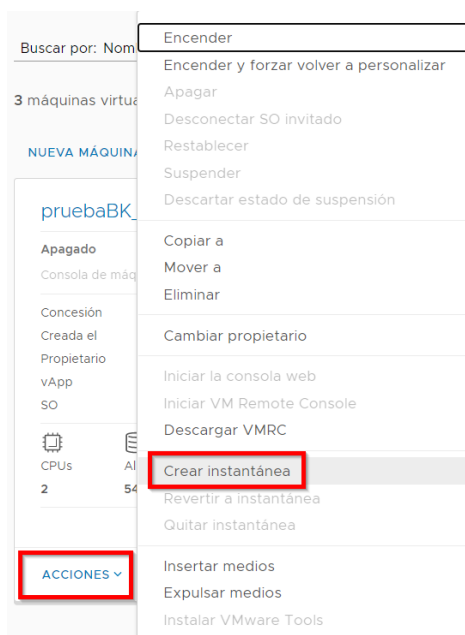 Buscar por: Nom
3 máquinas virtua
NUEVA MÁQUINA
pruebaBK_
Apagado
Consola de máq
Concesión
Creada el
Propietario
vApp
SO
CPUs
Al
2
54
ACCIONES
Encender
Encender y forzar volver a personalizar
Apagar
Desconectar SO invitado
Restablecer
Suspender
Descartar estado de suspensión
Copiar a
Mover a
Eliminar
Cambiar propietario
Iniciar la consola web
Iniciar VM Remote Console
Descargar VMRC
Crear instantánea
Revertir a instantánea
Quitar instantánea
Insertar medios
Expulsar medios
Instalar VMware Tools